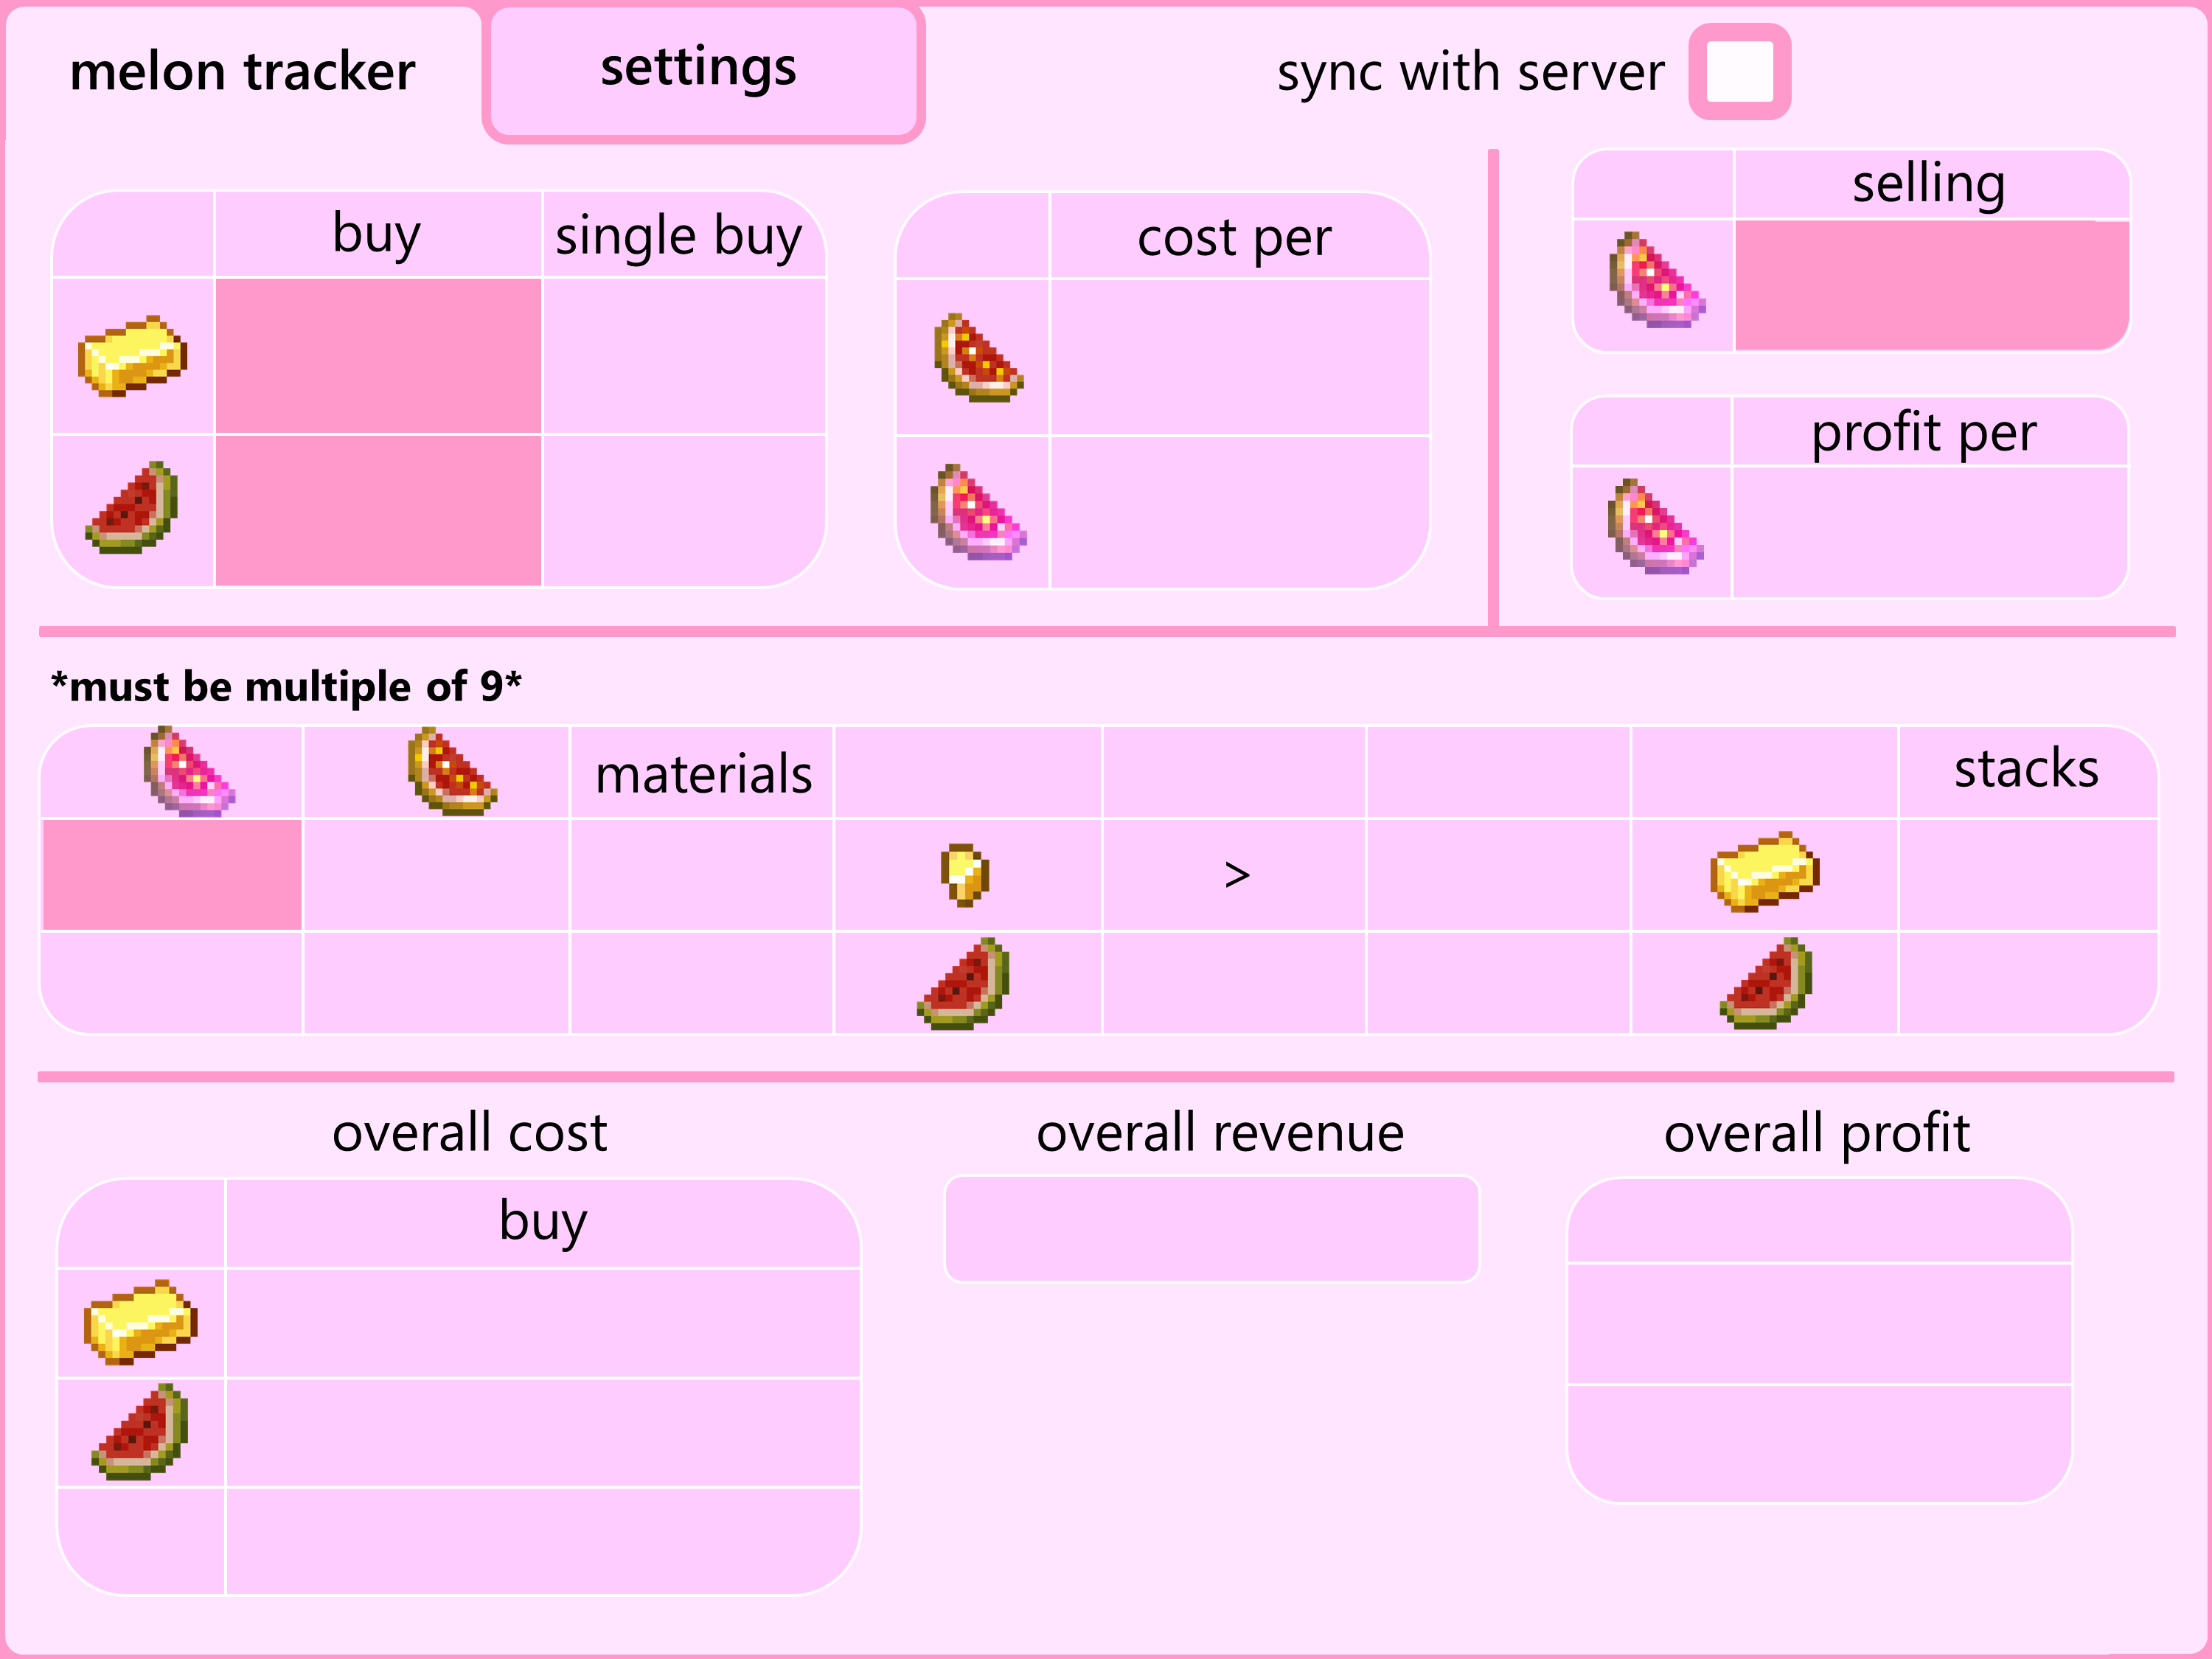 melon tracker
settings
sync with server
buy
single buy
cost per
selling
profit per
*must be multiple of 9*
materials
stacks
>
overall cost
overall revenue
overall profit
buy